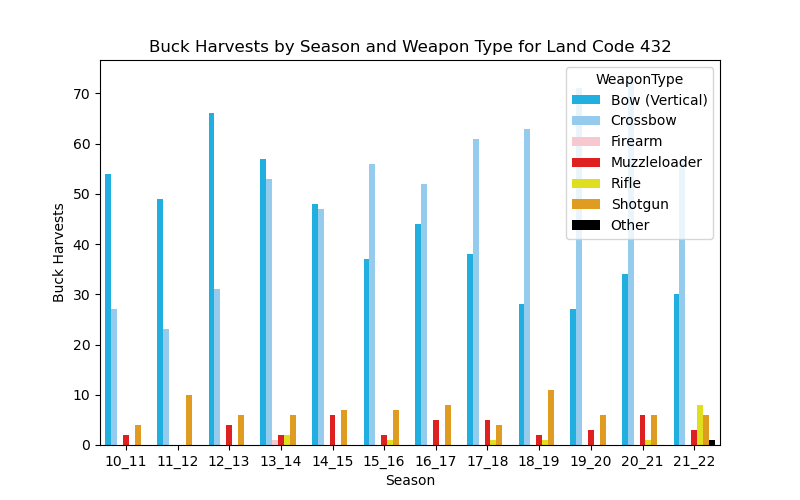 Buck Harvests by Season and Weapon Type for Land Code 432
WeaponType
Bow (Vertical)
Crossbow
Firearm
Muzzleloader
Rifle
Shotgun
Other
Buck Harvests
70
60
50
40
30
20
10
0
10_11 11_12 12_13 13_14 14_15 15_16 16_17 17_18 18_19 19_20 20_21 21_22
Season